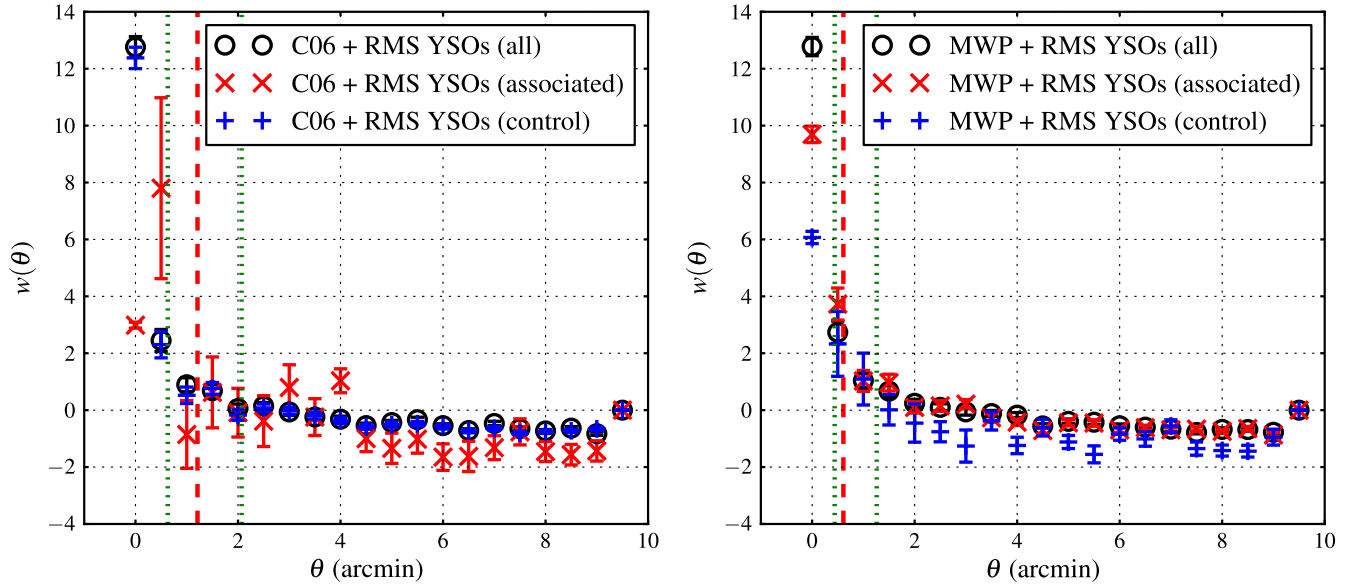 14
12
10
8
6
4
2
0
−2
−4
w(θ)
C06 + RMS YSOs (all)
C06 + RMS YSOs (associated)
C06 + RMS YSOs (control)
0 2 4 6 8 10
θ (arcmin)
14
12
10
8
6
4
2
0
−2
−4
w(θ)
MWP + RMS YSOs (all)
MWP + RMS YSOs (associated)
MWP + RMS YSOs (control)
0 2 4 6 8 10
θ (arcmin)